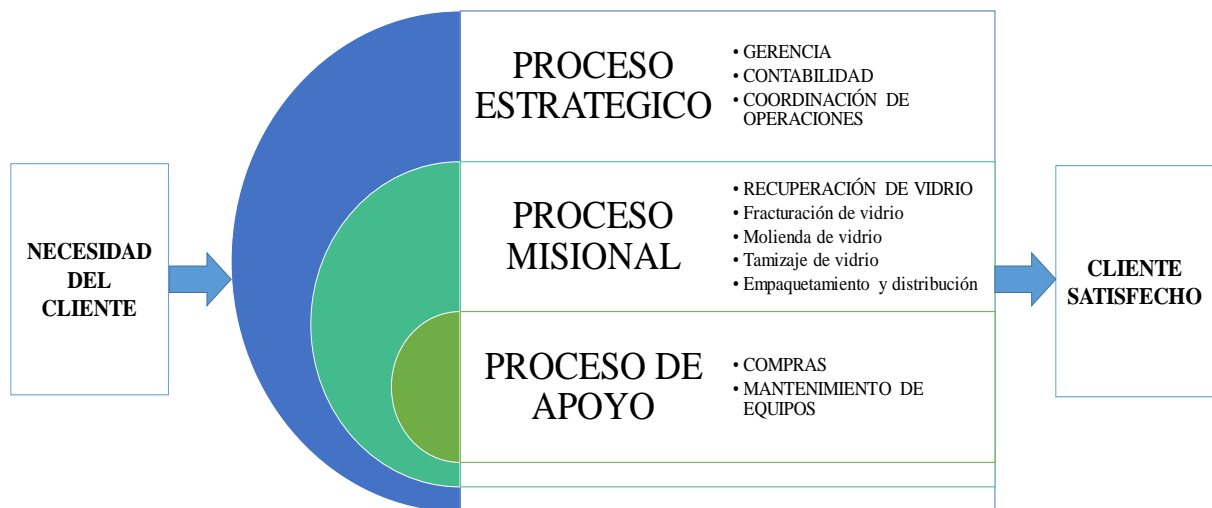 NECESIDAD
DEL
CLIENTE
PROCESO
ESTRATEGICO
• GERENCIA
• CONTABILIDAD
• COORDINACIÓN DE
OPERACIONES
PROCESO
MISIONAL
• RECUPERACIÓN DE VIDRIO
• Fracturación de vidrio
• Molienda de vidrio
• Tamizaje de vidrio
• Empaquetamiento y distribución
PROCESO DE
APOYO
• COMPRAS
• MANTENIMIENTO DE
EQUIPOS
CLIENTE
SATISFECHO